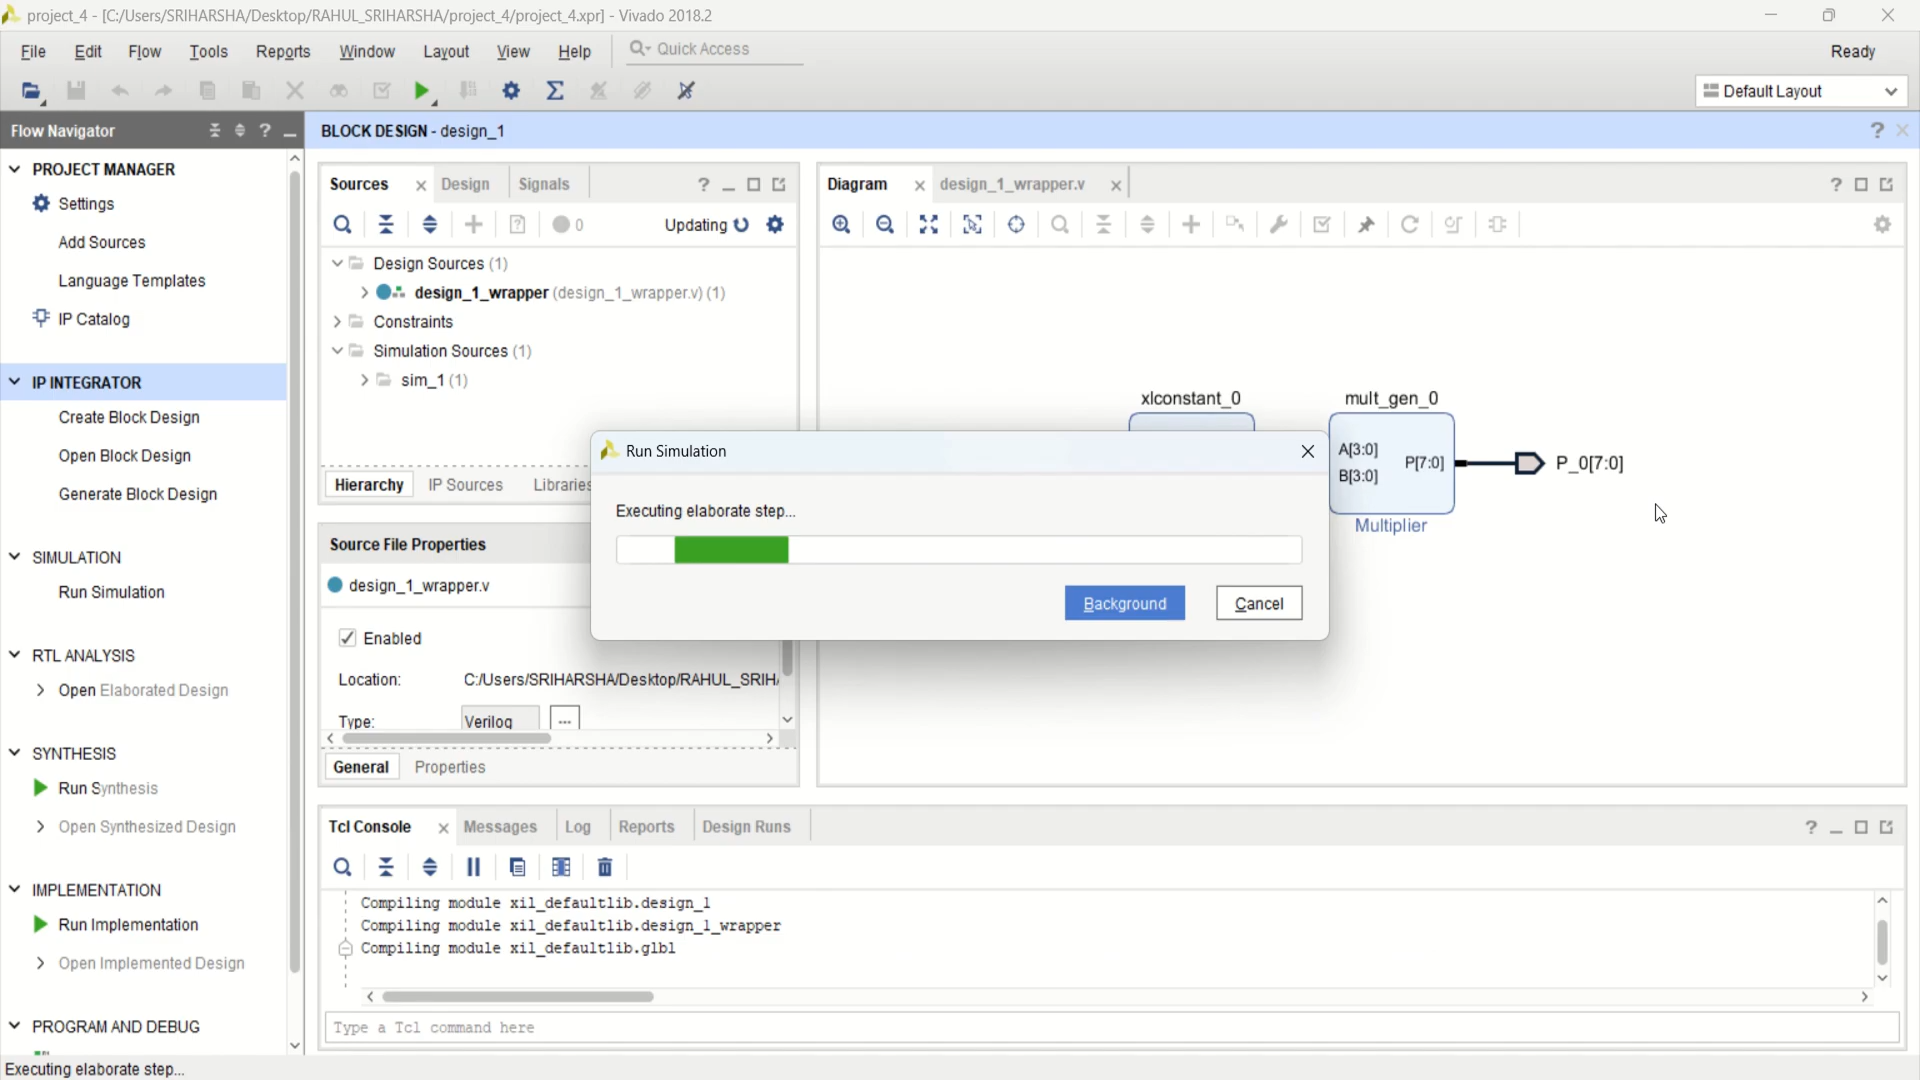 project_4 - [C:/Users/SRIHARSHA/Desktop/RAHUL_SRIHARSHA/project_4/project_4.xpr] - Vivado 2018.2
File Edit Flow Tools Reports Window Layout View Help Quick Access Ready
Default Layout
Flow Navigator
PROJECT MANAGER
Settings
Add Sources
Language Templates
IP Catalog
IP INTEGRATOR
Create Block Design
Open Block Design
Generate Block Design
SIMULATION
Run Simulation
RTL ANALYSIS
Open Elaborated Design
SYNTHESIS
Run Synthesis
Open Synthesized Design
IMPLEMENTATION
Run Implementation
Open Implemented Design
PROGRAM AND DEBUG
BLOCK DESIGN - design_1
Sources Design Signals
0 Updating
Design Sources (1)
design_1_wrapper (design_1_wrapper.v) (1)
Constraints
Simulation Sources (1)
sim_1 (1)
Hierarchy IP Sources Libraries
Source File Properties
design_1_wrapper.v
Enabled
Location: C:/Users/SRIHARSHA/Desktop/RAHUL_SRIH
Type: Verilog ...
General Properties
Diagram design_1_wrapper.v
xlconstant_0
mult_gen_0
A[3:0]
B[3:0]
P[7:0]
P_0[7:0]
Multiplier
Run Simulation
Executing elaborate step...
Background Cancel
Tcl Console Messages Log Reports Design Runs
Compiling module xil_defaultlib.design_1
Compiling module xil_defaultlib.design_1_wrapper
Compiling module xil_defaultlib.glbl
Type a Tcl command here
Executing elaborate step...